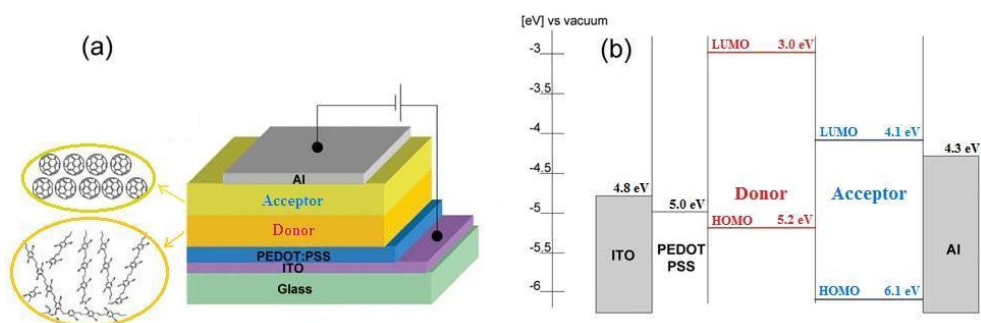 (a)
Al
Acceptor
Donor
PEDOT:PSS
ITO
Glass
[eV] vs vacuum
(b)
-3
-3.5
-4
-4.5
-5
-5.5
-6
LUMO 3.0 eV
LUMO 4.1 eV
4.3 eV
4.8 eV
5.0 eV
Donor
Acceptor
HOMO 5.2 eV
ITO
PEDOT
PSS
Al
HOMO 6.1 eV